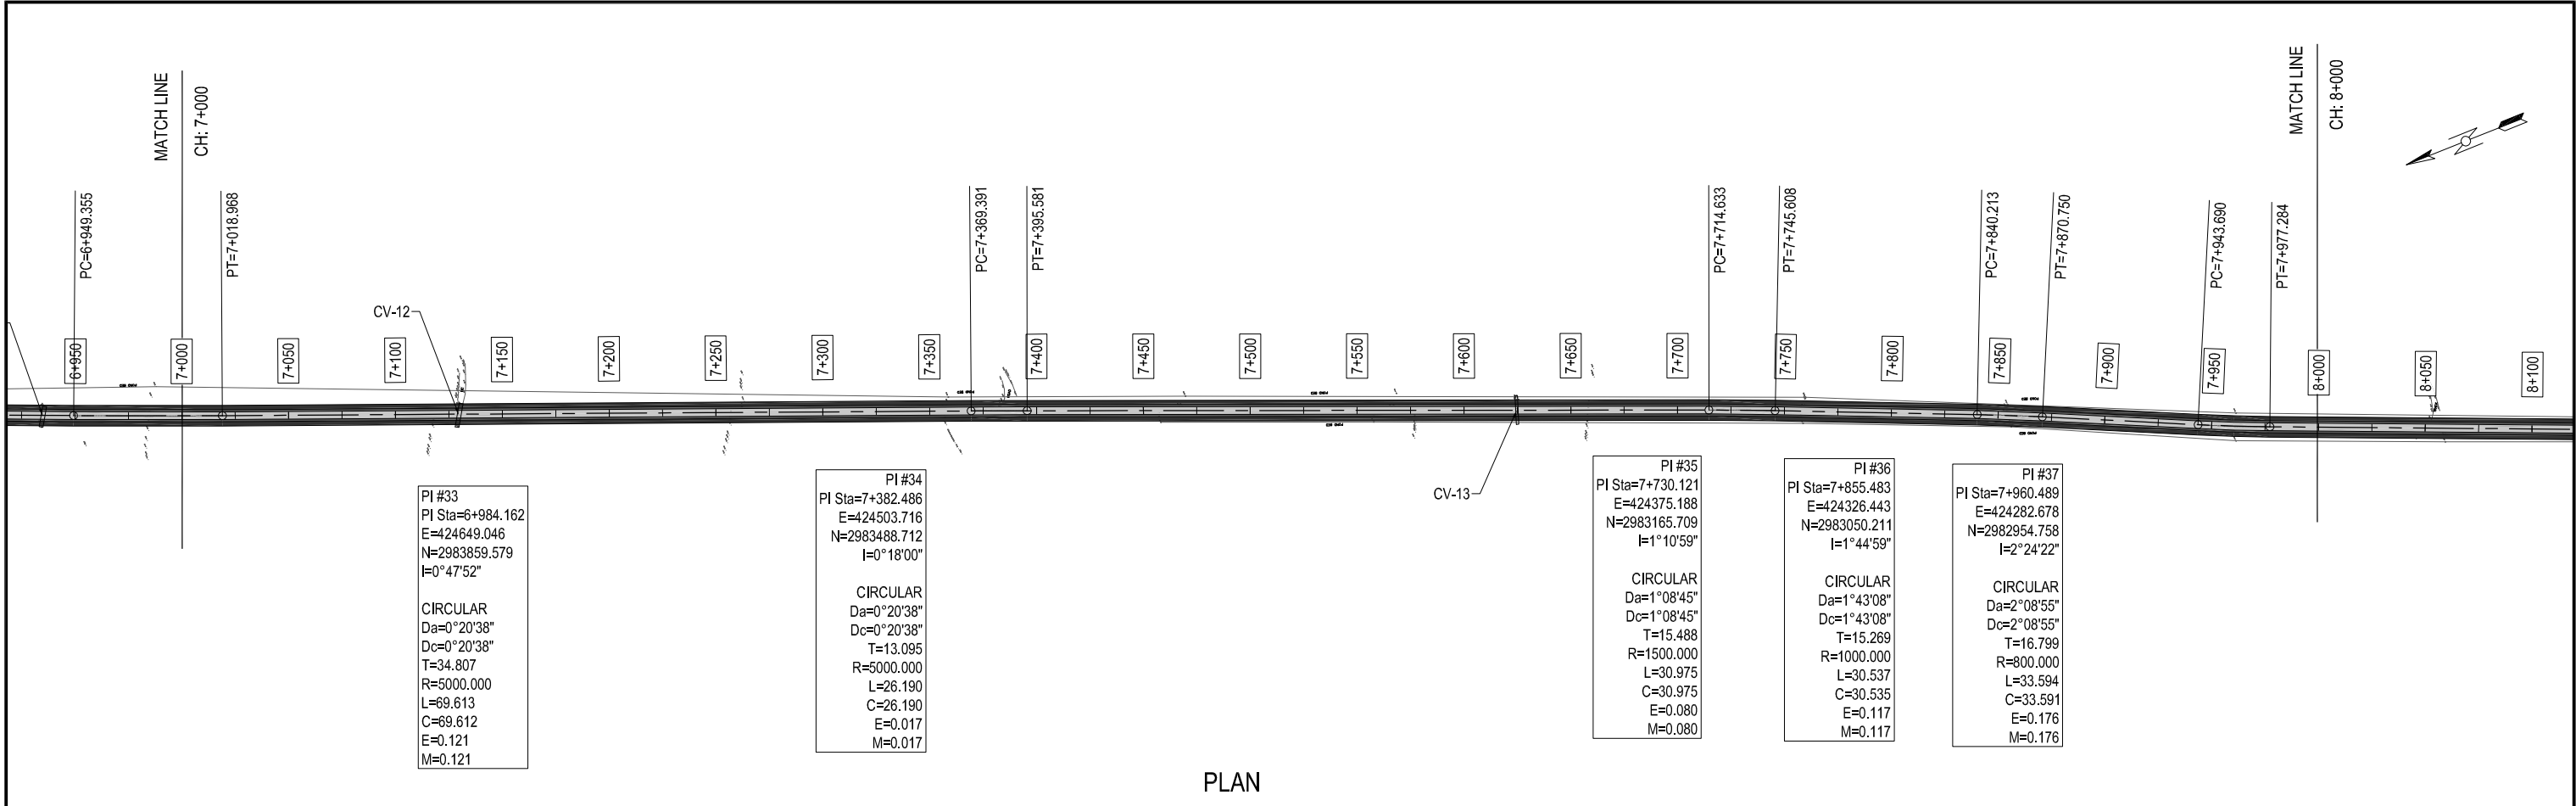 MATCH LINE
CH: 7+000
MATCH LINE
CH: 8+000
PC=6+949.355
PT=7+018.968
PC=7+369.391
PT=7+395.581
PC=7+714.633
PT=7+745.608
PC=7+840.213
PT=7+870.750
PC=7+943.690
PT=7+977.284
CV-12
6+950
7+000
7+050
7+100
7+150
7+200
7+250
7+300
7+350
7+400
7+450
7+500
7+550
7+600
7+650
7+700
7+750
7+800
7+850
7+900
7+950
8+000
8+050
8+100
CV-13
PI #33
PI Sta=6+984.162
E=424649.046
N=2983859.579
I=0°47'52"
CIRCULAR
Da=0°20'38"
Dc=0°20'38"
T=34.807
R=5000.000
L=69.613
C=69.612
E=0.121
M=0.121
PI #34
PI Sta=7+382.486
E=424503.716
N=2983488.712
I=0°18'00"
CIRCULAR
Da=0°20'38"
Dc=0°20'38"
T=13.095
R=5000.000
L=26.190
C=26.190
E=0.017
M=0.017
PI #35
PI Sta=7+730.121
E=424375.188
N=2983165.709
I=1°10'59"
CIRCULAR
Da=1°08'45"
Dc=1°08'45"
T=15.488
R=1500.000
L=30.975
C=30.975
E=0.080
M=0.080
PI #36
PI Sta=7+855.483
E=424326.443
N=2983050.211
I=1°44'59"
CIRCULAR
Da=1°43'08"
Dc=1°43'08"
T=15.269
R=1000.000
L=30.537
C=30.535
E=0.117
M=0.117
PI #37
PI Sta=7+960.489
E=424282.678
N=2982954.758
I=2°24'22"
CIRCULAR
Da=2°08'55"
Dc=2°08'55"
T=16.799
R=800.000
L=33.594
C=33.591
E=0.176
M=0.176
PLAN